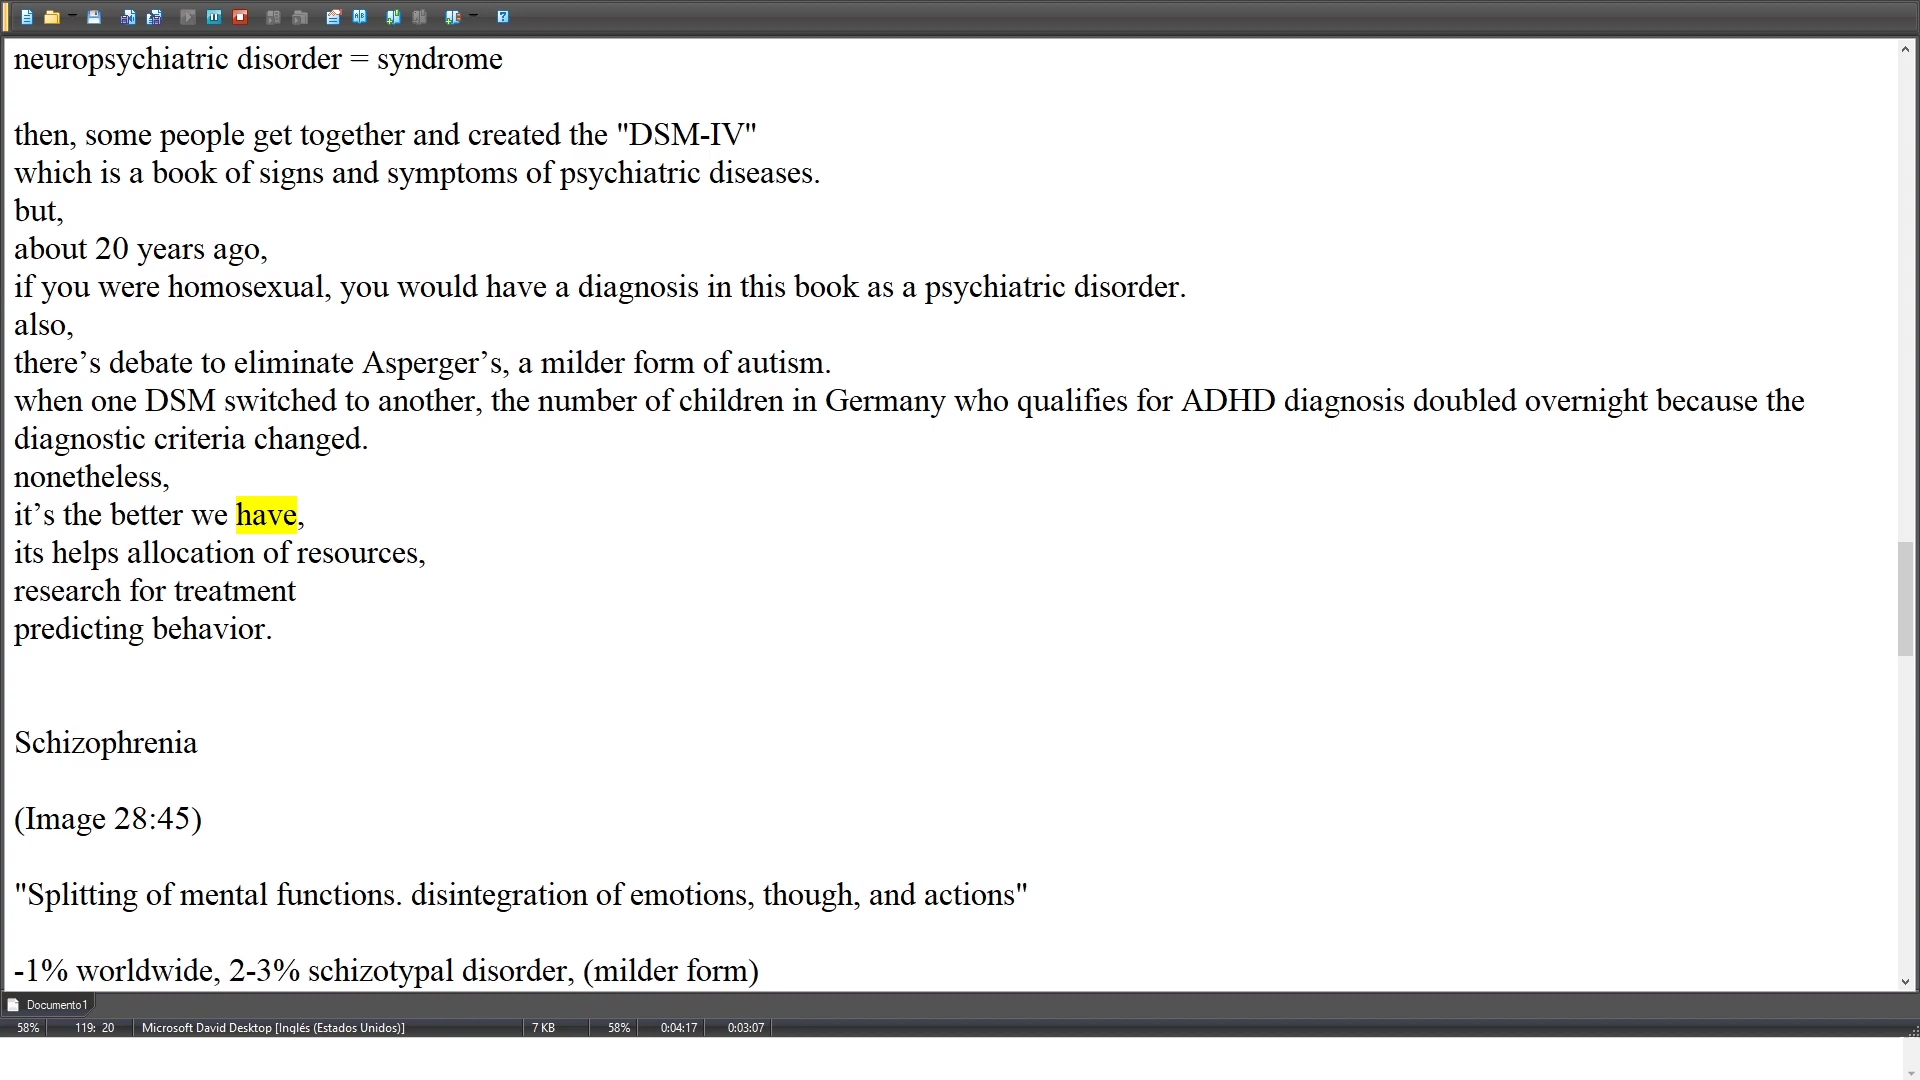 neuropsychiatric disorder = syndrome
then, some people get together and created the "DSM-IV"
which is a book of signs and symptoms of psychiatric diseases.
but,
about 20 years ago,
if you were homosexual, you would have a diagnosis in this book as a psychiatric disorder.
also,
there’s debate to eliminate Asperger’s, a milder form of autism.
when one DSM switched to another, the number of children in Germany who qualifies for ADHD diagnosis doubled overnight because the
diagnostic criteria changed.
nonetheless,
it’s the better we have,
its helps allocation of resources,
research for treatment
predicting behavior.
Schizophrenia
(Image 28:45)
"Splitting of mental functions. disintegration of emotions, though, and actions"
-1% worldwide, 2-3% schizotypal disorder, (milder form)
Documento1
58% 119: 20 Microsoft David Desktop [Inglés (Estados Unidos)] 7 KB 58% 0:04:17 0:03:07